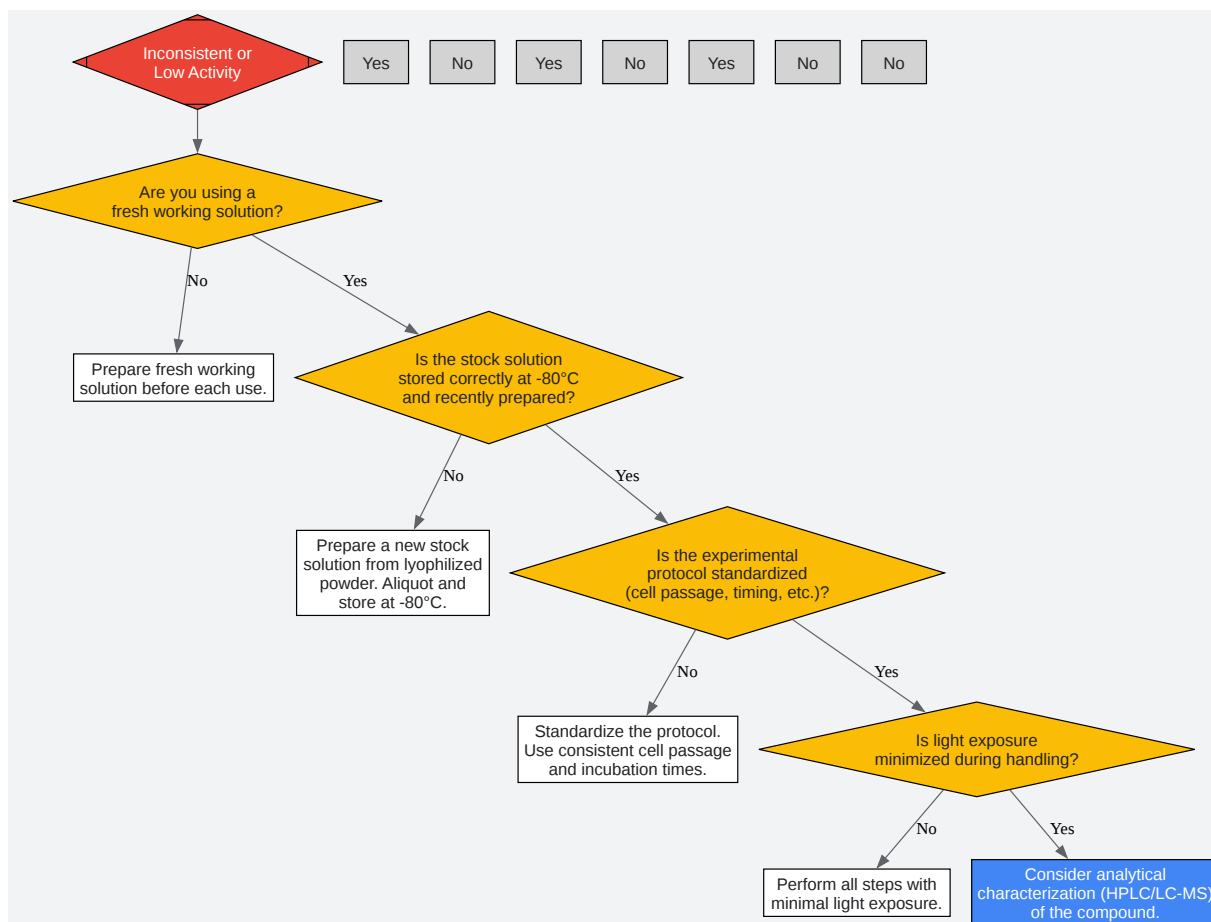 Inconsistent or
Low Activity
Yes
No
Yes
No
Yes
No
No
Are you using a
fresh working solution?
No
Yes
Prepare fresh working
solution before each use.
Is the stock solution
stored correctly at -80°C
and recently prepared?
No
Yes
Prepare a new stock
solution from lyophilized
powder. Aliquot and
store at -80°C.
Is the experimental
protocol standardized
(cell passage, timing, etc.)?
No
Yes
Standardize the protocol.
Use consistent cell passage
and incubation times.
Is light exposure
minimized during handling?
No
Yes
Perform all steps with
minimal light exposure.
Consider analytical
characterization (HPLC/LC-MS)
of the compound.